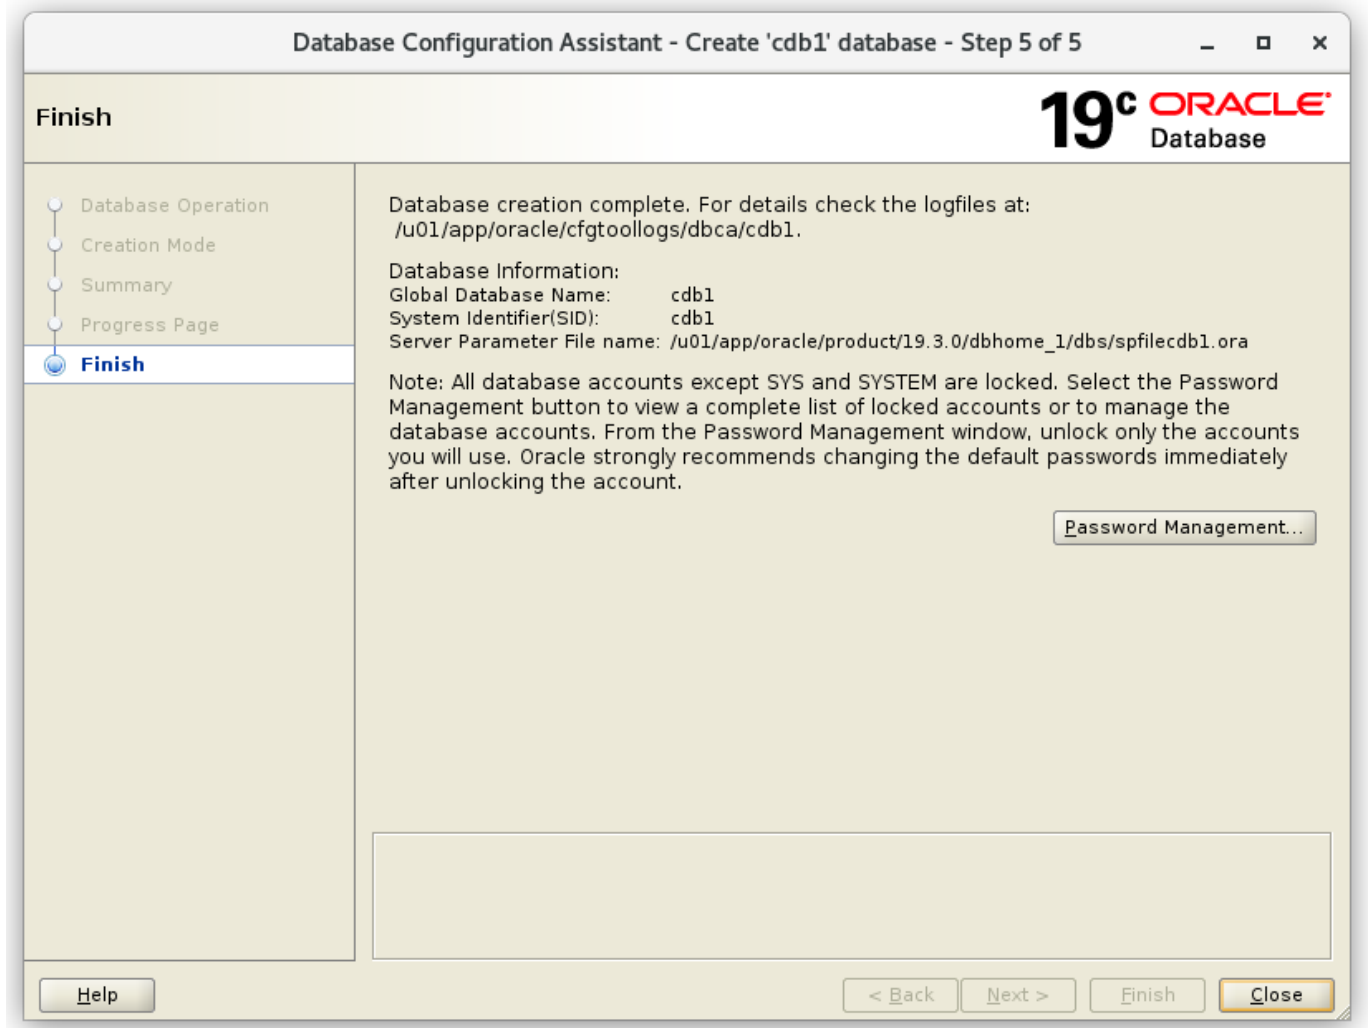 Database Configuration Assistant - Create 'cdb1' database - Step 5 of 5
Finish
19c ORACLE
Database
Database Operation
Creation Mode
Summary
Progress Page
Finish
Database creation complete. For details check the logfiles at:
/u01/app/oracle/cfgtoollogs/dbca/cdb1.
Database Information:
Global Database Name: cdb1
System Identifier(SID): cdb1
Server Parameter File name: /u01/app/oracle/product/19.3.0/dbhome_1/dbs/spfilecdb1.ora
Note: All database accounts except SYS and SYSTEM are locked. Select the Password
Management button to view a complete list of locked accounts or to manage the
database accounts. From the Password Management window, unlock only the accounts
you will use. Oracle strongly recommends changing the default passwords immediately
after unlocking the account.
Password Management...
Help
< Back
Next >
Finish
Close